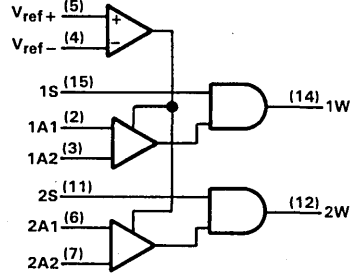 Vref+ (5)
+
Vref− (4)
−
1S (15)
(14) 1W
1A1 (2)
1A2 (3)
2S (11)
(12) 2W
2A1 (6)
2A2 (7)